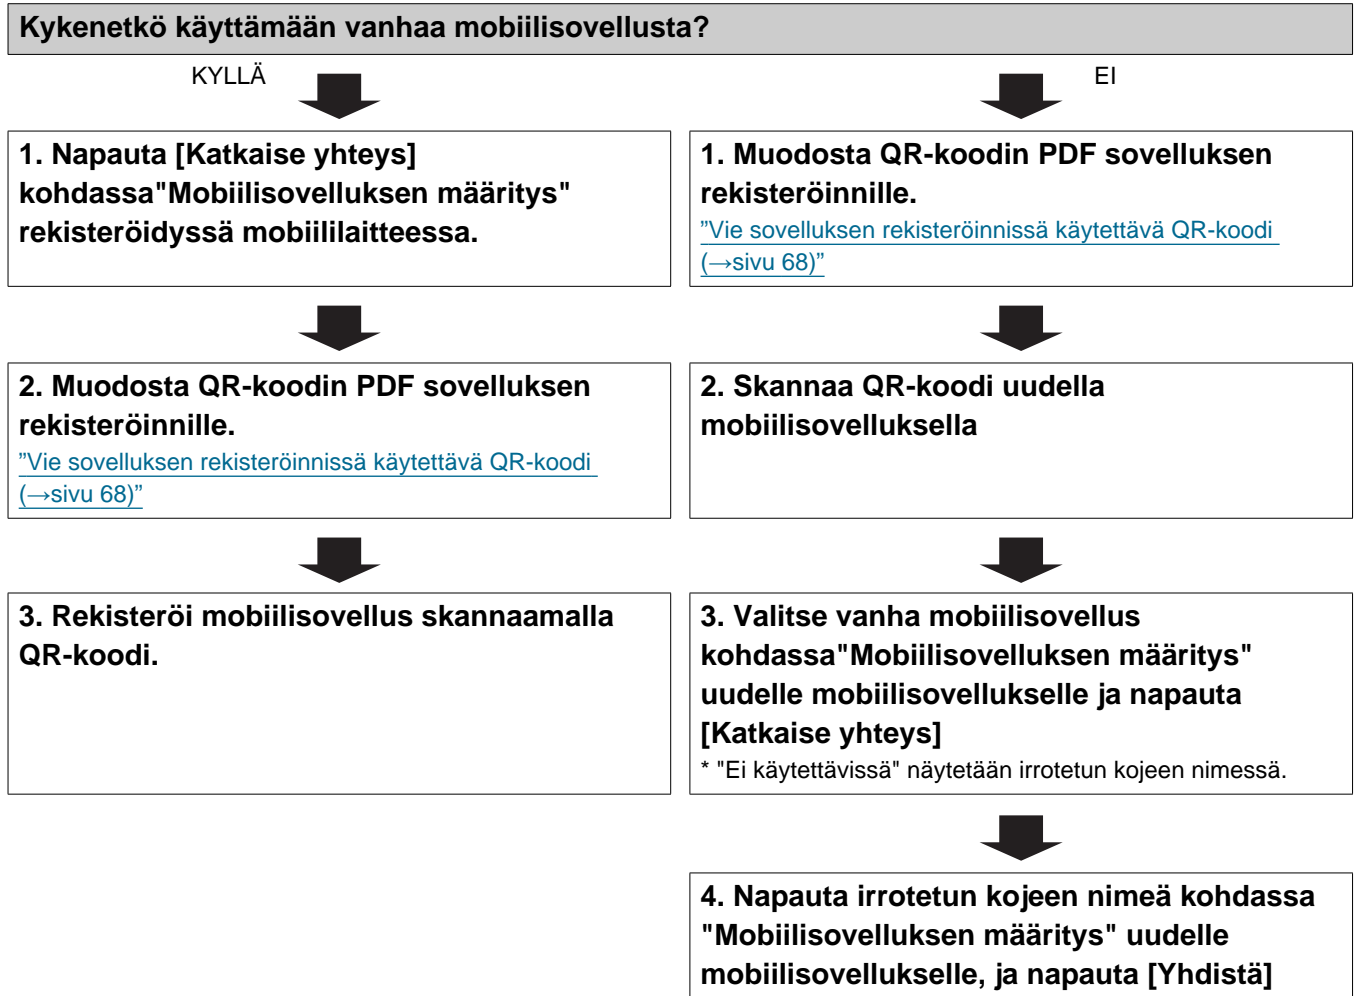 Kykenetkö käyttämään vanhaa mobiilisovellusta?
KYLLÄ
1. Napauta [Katkaise yhteys]
kohdassa"Mobiilisovelluksen määritys"
rekisteröidyssä mobiililaitteessa.
2. Muodosta QR-koodin PDF sovelluksen
rekisteröinnille.
"Vie sovelluksen rekisteröinnissä käytettävä QR-koodi
(→sivu 68)"
3. Rekisteröi mobiilisovellus skannaamalla
QR-koodi.
EI
1. Muodosta QR-koodin PDF sovelluksen
rekisteröinnille.
"Vie sovelluksen rekisteröinnissä käytettävä QR-koodi
(→sivu 68)"
2. Skannaa QR-koodi uudella
mobiilisovelluksella
3. Valitse vanha mobiilisovellus
kohdassa"Mobiilisovelluksen määritys"
uudelle mobiilisovellukselle ja napauta
[Katkaise yhteys]
* "Ei käytettävissä" näytetään irrotetun kojeen nimessä.
4. Napauta irrotetun kojeen nimeä kohdassa
"Mobiilisovelluksen määritys" uudelle
mobiilisovellukselle, ja napauta [Yhdistä]